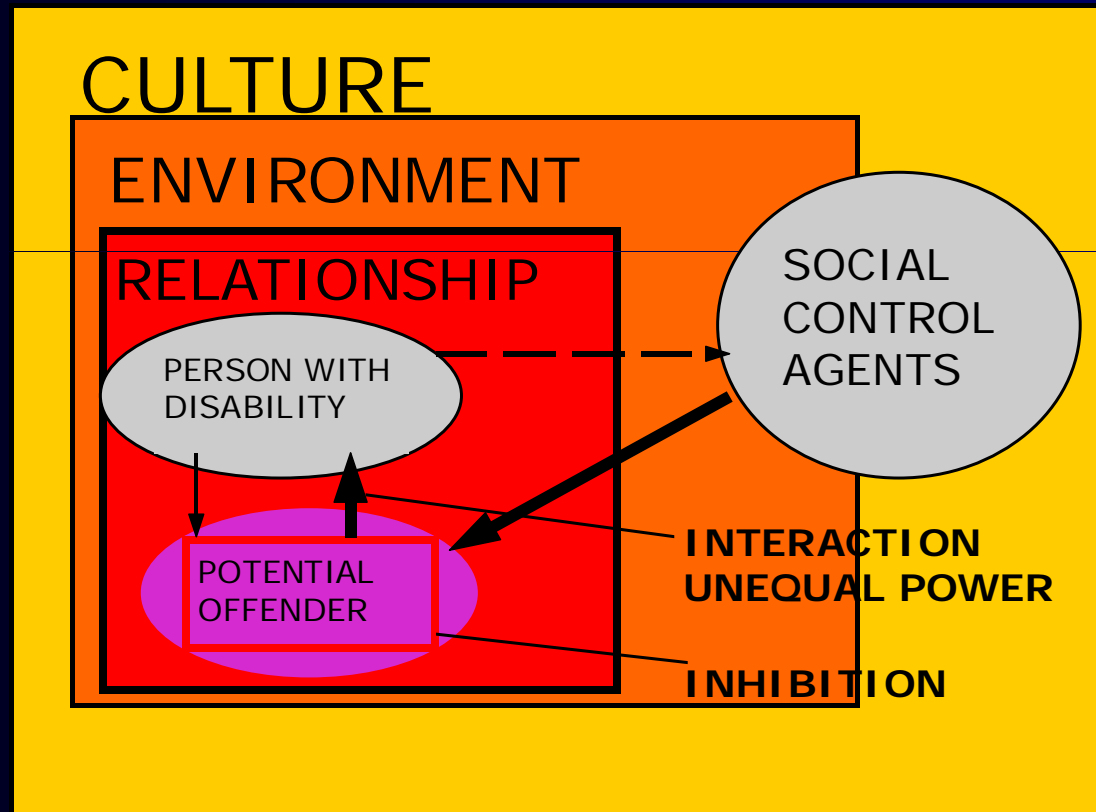 CULTURE
ENVIRONMENT
RELATIONSHIP
PERSON WITH
DISABILITY
SOCIAL
CONTROL
AGENTS
POTENTIAL
OFFENDER
INTERACTION
UNEQUAL POWER
INHIBITION